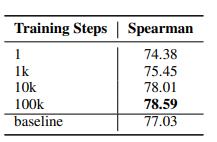 Training Steps Spearman
1 74.38
1k 75.45
10k 78.01
100k 78.59
baseline 77.03